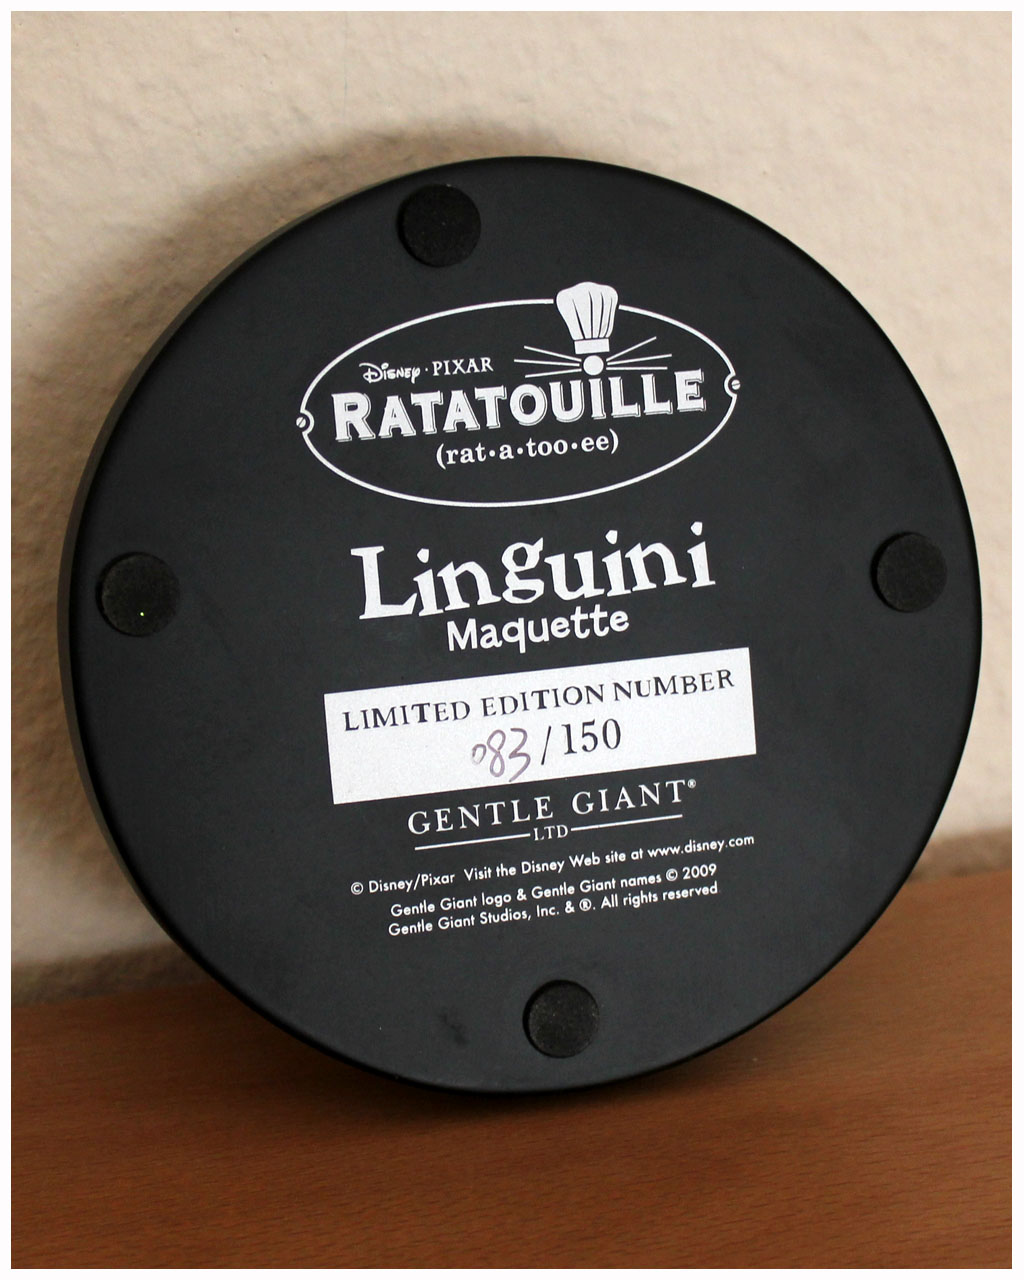 Disney · PIXAR
RATATOUILLE
(rat•a•too•ee)
Linguini
Maquette
LIMITED EDITION NUMBER
083/150
GENTLE GIANT®
LTD
© Disney/Pixar Visit the Disney Web site at www.disney.com
Gentle Giant logo & Gentle Giant names © 2009
Gentle Giant Studios, Inc. & ®. All rights reserved